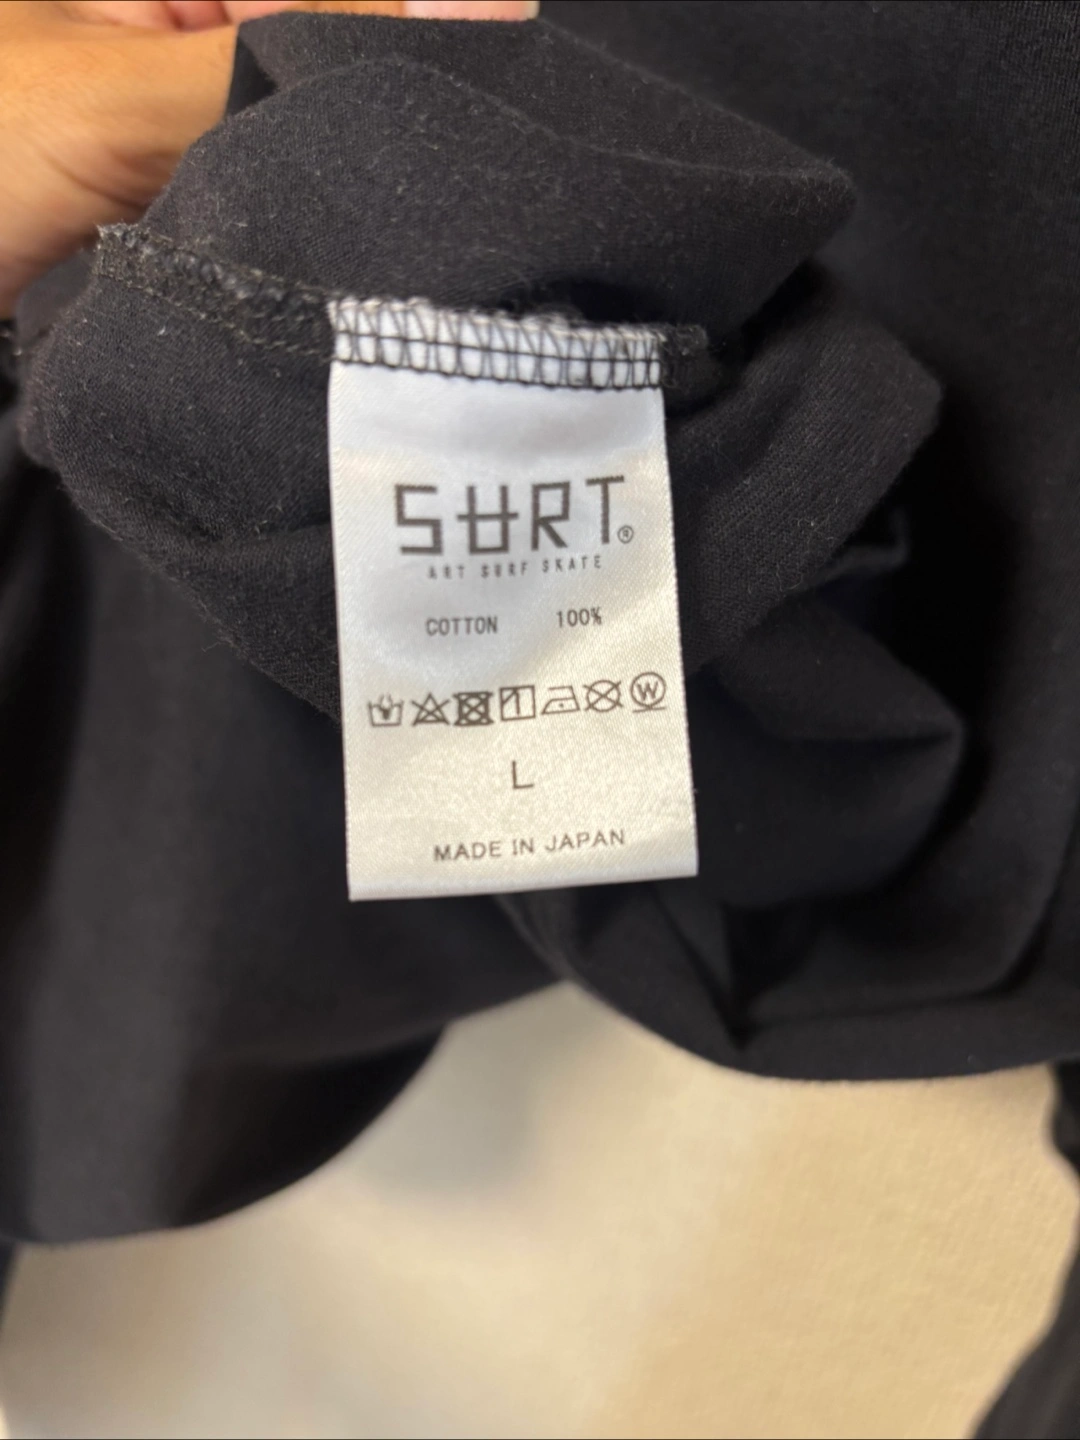 SURT®
ART SURF SKATE
COTTON 100%
W
L
MADE IN JAPAN